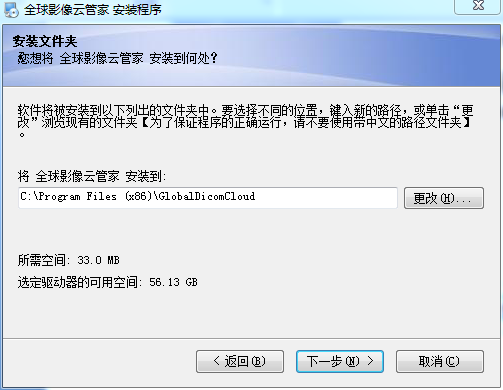 全球影像云管家 安装程序
安装文件夹
您想将 全球影像云管家 安装到何处?
软件将被安装到以下列出的文件夹中。要选择不同的位置，键入新的路径，或单击“更
改”浏览现有的文件夹【为了保证程序的正确运行，请不要使用带中文的路径文件夹】
。
将 全球影像云管家 安装到:
C:\Program Files (x86)\GlobalDicomCloud
更改(H)...
所需空间: 33.0 MB
选定驱动器的可用空间: 56.13 GB
< 返回(B)
下一步(N) >
取消(C)